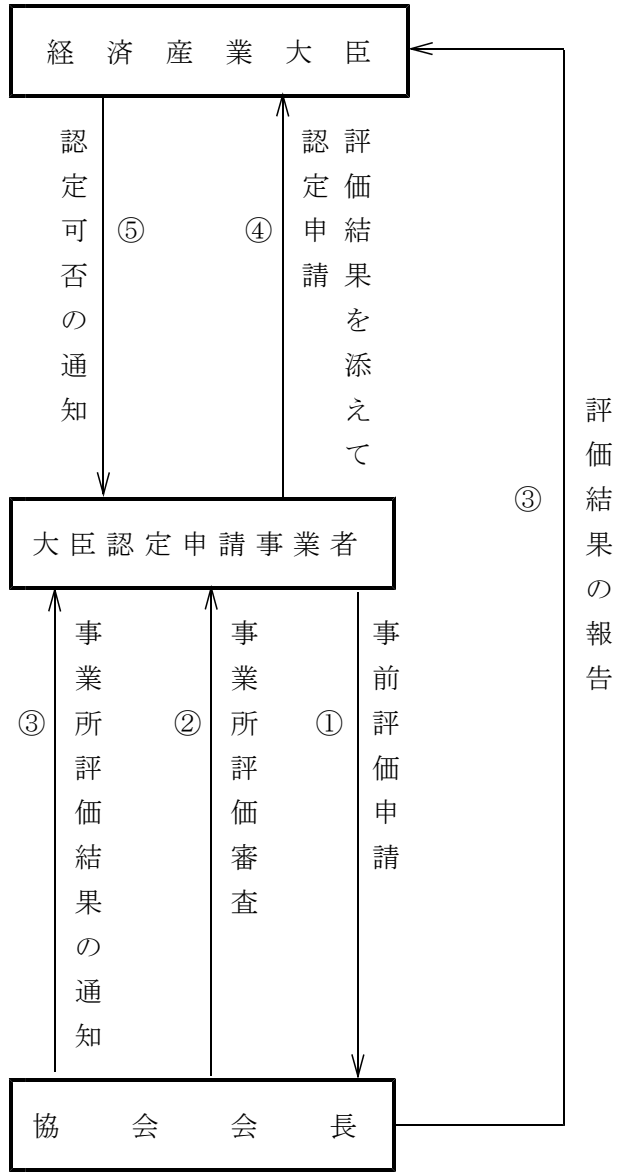 経済産業大臣
認定可否の通知
⑤
④
評価結果を添えて
認定申請
評価結果の報告
③
大臣認定申請事業者
③
事業所評価結果の通知
②
事業所評価審査
①
事前評価申請
協会会長